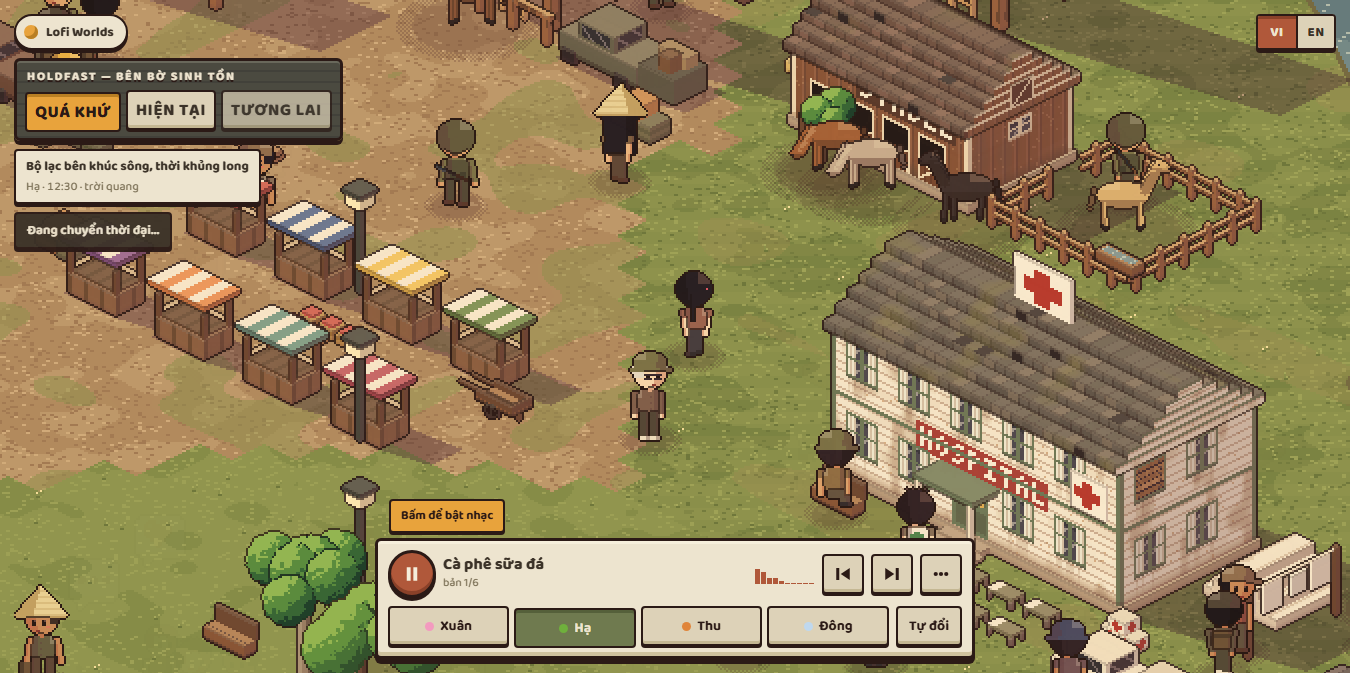 Lofi Worlds
VI EN
HOLDFAST — BÊN BỜ SINH TỒN
QUÁ KHỨ HIỆN TẠI TƯƠNG LAI
Bộ lạc bên khúc sông, thời khủng long
Hạ · 12:30 · trời quang
Đang chuyển thời đại...
Bấm để bật nhạc
Cà phê sữa đá
bản 1/6
Xuân Hạ Thu Đông Tự đổi